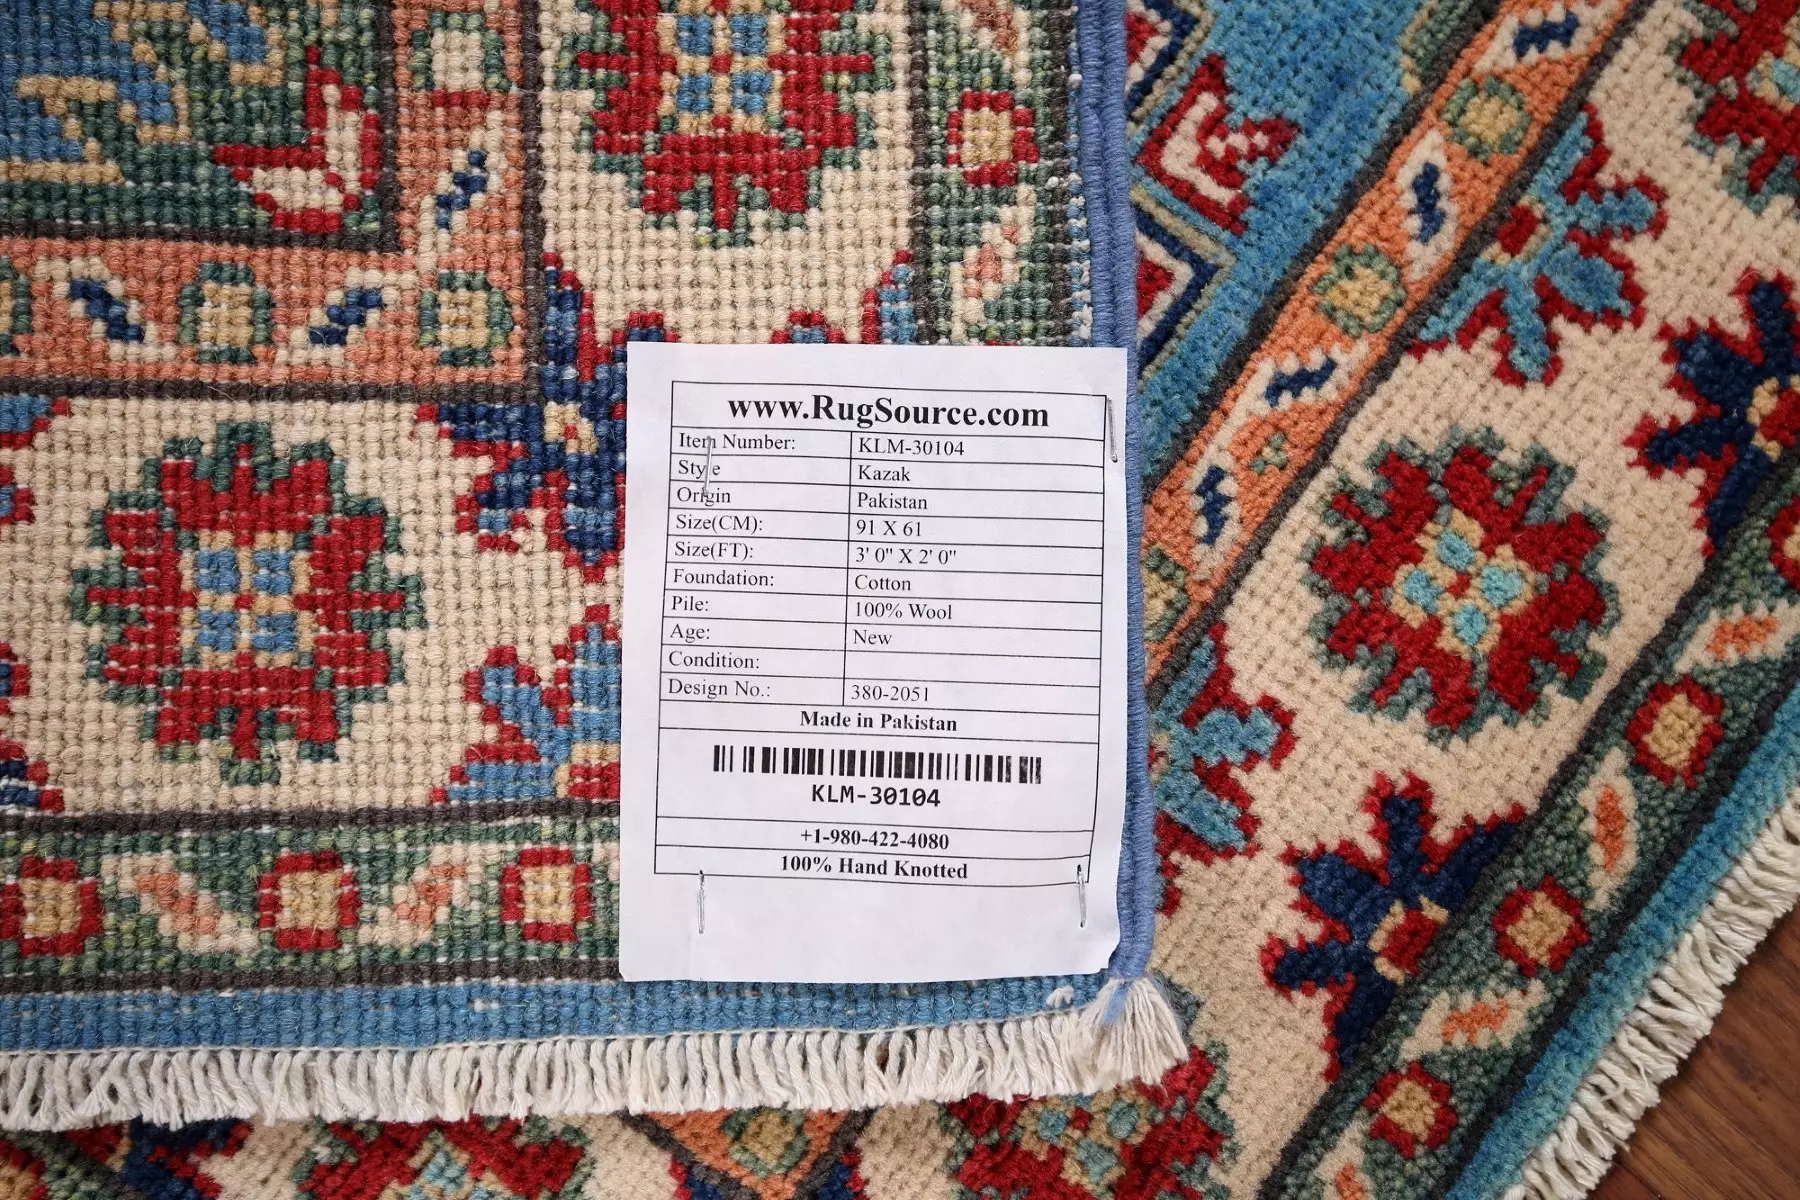 www.RugSource.com
Item Number: KLM-30104
Style Kazak
Origin Pakistan
Size(CM): 91 X 61
Size(FT): 3' 0" X 2' 0"
Foundation: Cotton
Pile: 100% Wool
Age: New
Condition:
Design No.: 380-2051
Made in Pakistan
KLM-30104
+1-980-422-4080
100% Hand Knotted